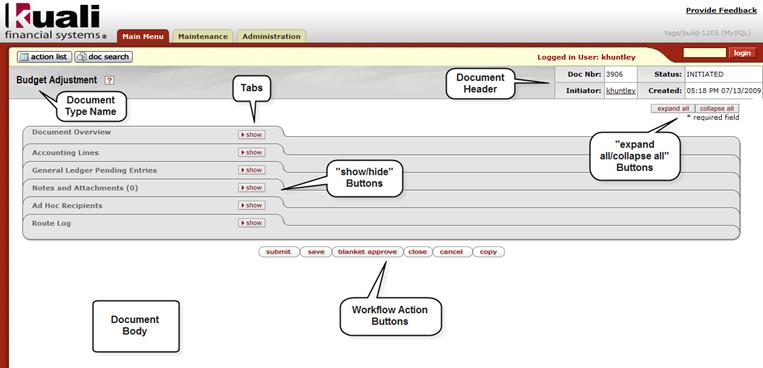 Provide Feedback
kuali
financial systems®
Main Menu
Maintenance
Administration
tags/build-1205 (MySQL)
action list
doc search
Logged in User: khuntley
login
Budget Adjustment ?
Document
Type Name
Tabs
Document
Header
Doc Nbr: 3906 Status: INITIATED
Initiator: khuntley Created: 05:18 PM 07/13/2009
expand all
collapse all
* required field
Document Overview
show
Accounting Lines
show
General Ledger Pending Entries
show
Notes and Attachments (0)
show
Ad Hoc Recipients
show
Route Log
show
"show/hide"
Buttons
"expand
all/collapse all"
Buttons
submit
save
blanket approve
close
cancel
copy
Workflow Action
Buttons
Document
Body